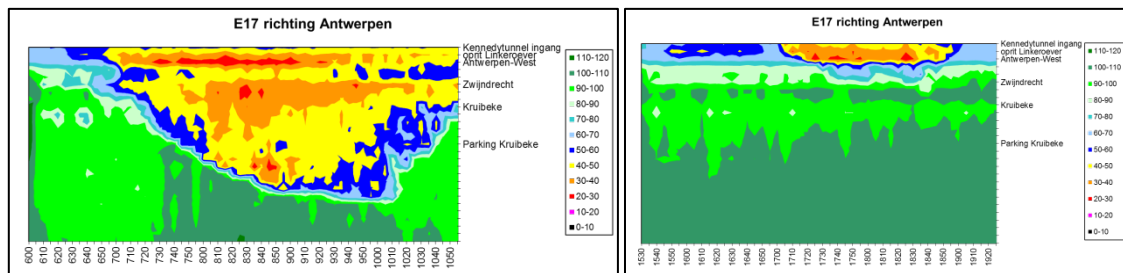 E17 richting Antwerpen
Kennedytunnel ingang
oprit Linkeroever
Antwerpen-West
Zwijndrecht
Kruibeke
Parking Kruibeke
110-120
100-110
90-100
80-90
70-80
60-70
50-60
40-50
30-40
20-30
10-20
0-10
600 610 620 630 640 650 700 710 720 730 740 750 800 810 820 830 840 850 900 910 920 930 940 950 1000 1010 1020 1030 1040 1050
E17 richting Antwerpen
Kennedytunnel ingang
oprit Linkeroever
Antwerpen-West
Zwijndrecht
Kruibeke
Parking Kruibeke
110-120
100-110
90-100
80-90
70-80
60-70
50-60
40-50
30-40
20-30
10-20
0-10
1530 1540 1550 1600 1610 1620 1630 1640 1650 1700 1710 1720 1730 1740 1750 1800 1810 1820 1830 1840 1850 1900 1910 1920